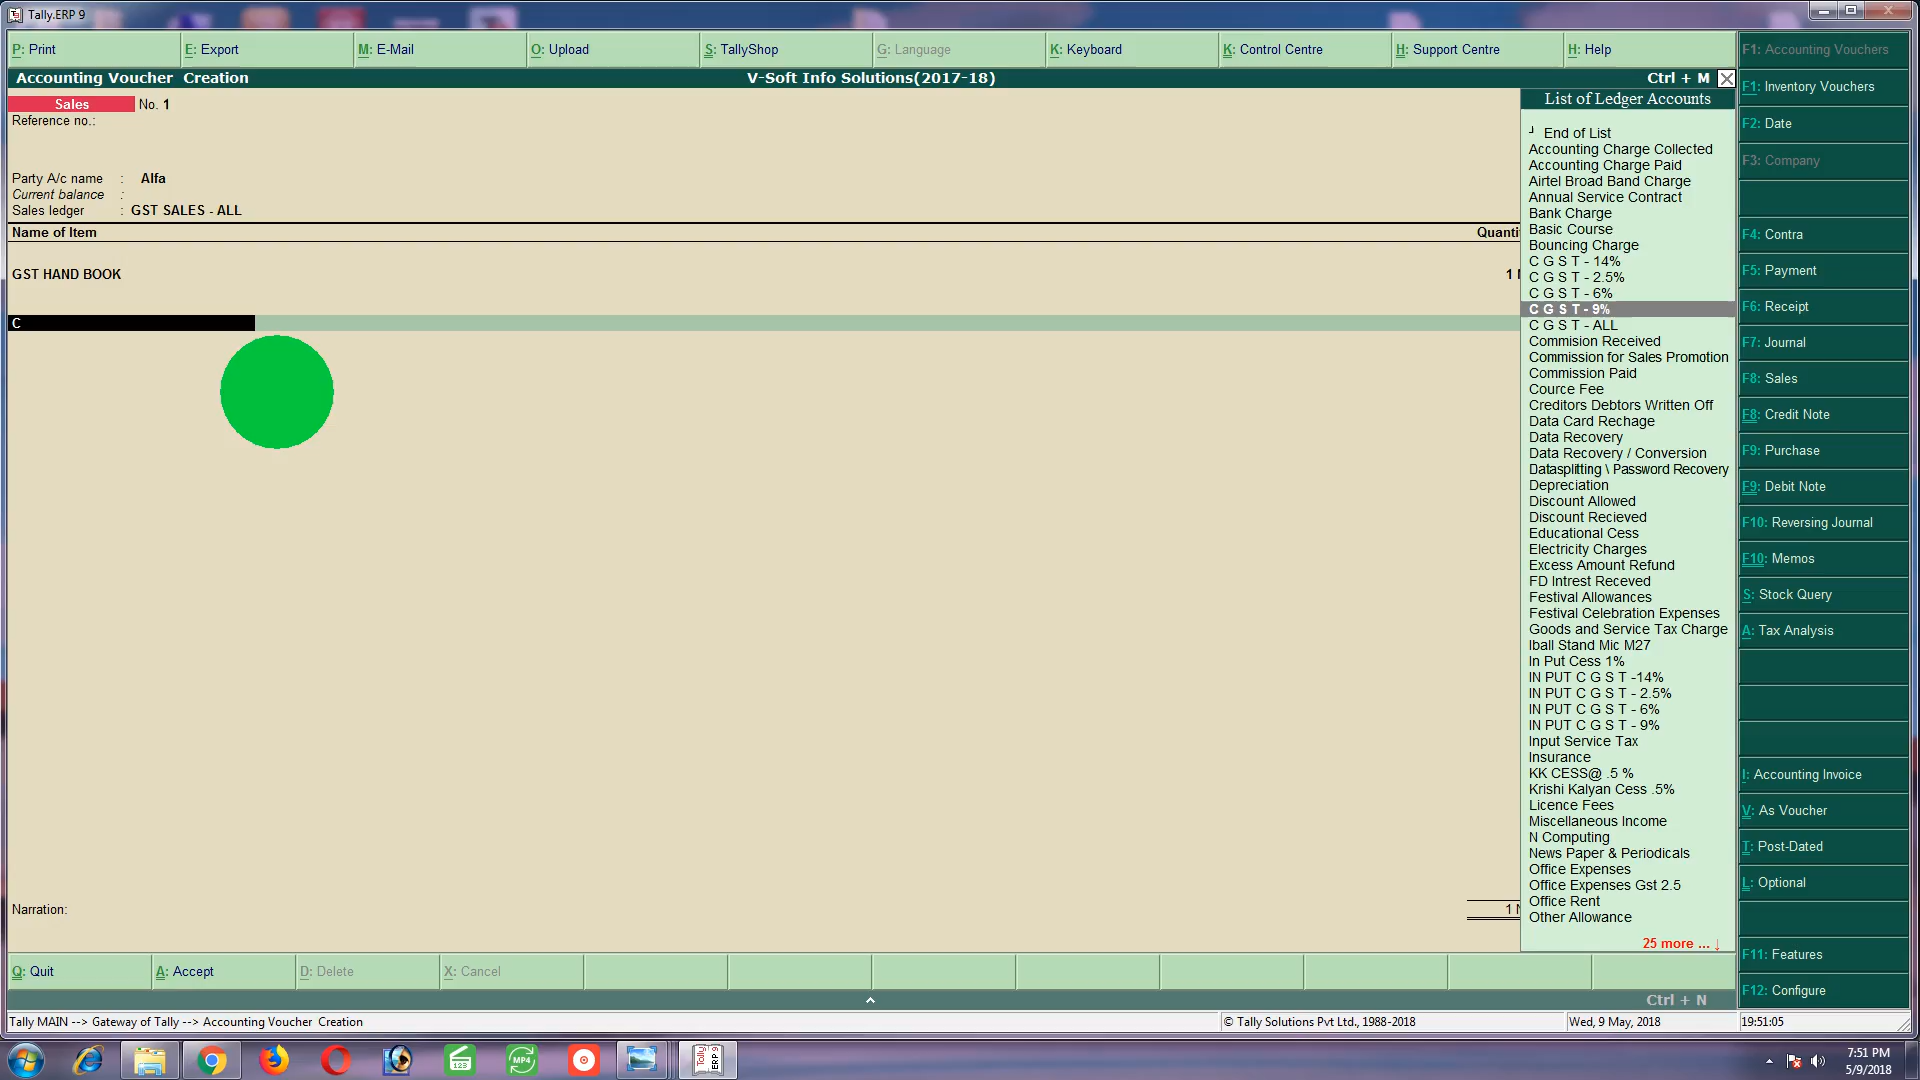 Tally.ERP 9
P: Print
E: Export
M: E-Mail
O: Upload
S: TallyShop
G: Language
K: Keyboard
K: Control Centre
H: Support Centre
H: Help
Accounting Voucher Creation
V-Soft Info Solutions(2017-18)
Ctrl + M
Sales
No. 1
Reference no.:
Party A/c name : Alfa
Current balance :
Sales ledger : GST SALES - ALL
Name of Item
Quanti
GST HAND BOOK
1
C
Narration:
1
List of Ledger Accounts
End of List
Accounting Charge Collected
Accounting Charge Paid
Airtel Broad Band Charge
Annual Service Contract
Bank Charge
Basic Course
Bouncing Charge
C G S T - 14%
C G S T - 2.5%
C G S T - 6%
C G S T - 9%
C G S T - ALL
Commision Received
Commission for Sales Promotion
Commission Paid
Cource Fee
Creditors Debtors Written Off
Data Card Rechage
Data Recovery
Data Recovery / Conversion
Datasplitting \ Password Recovery
Depreciation
Discount Allowed
Discount Recieved
Educational Cess
Electricity Charges
Excess Amount Refund
FD Intrest Receved
Festival Allowances
Festival Celebration Expenses
Goods and Service Tax Charge
Iball Stand Mic M27
In Put Cess 1%
IN PUT C G S T -14%
IN PUT C G S T - 2.5%
IN PUT C G S T - 6%
IN PUT C G S T - 9%
Input Service Tax
Insurance
KK CESS@ .5 %
Krishi Kalyan Cess .5%
Licence Fees
Miscellaneous Income
N Computing
News Paper & Periodicals
Office Expenses
Office Expenses Gst 2.5
Office Rent
Other Allowance
25 more ... ↓
F1: Accounting Vouchers
F1: Inventory Vouchers
F2: Date
F3: Company
F4: Contra
F5: Payment
F6: Receipt
F7: Journal
F8: Sales
F8: Credit Note
F9: Purchase
F9: Debit Note
F10: Reversing Journal
F10: Memos
S: Stock Query
A: Tax Analysis
I: Accounting Invoice
V: As Voucher
T: Post-Dated
L: Optional
F11: Features
F12: Configure
Q: Quit
A: Accept
D: Delete
X: Cancel
Ctrl + N
Tally MAIN --> Gateway of Tally --> Accounting Voucher Creation
© Tally Solutions Pvt Ltd., 1988-2018
Wed, 9 May, 2018
19:51:05
123
MP4
Tally ERP 9
7:51 PM
5/9/2018